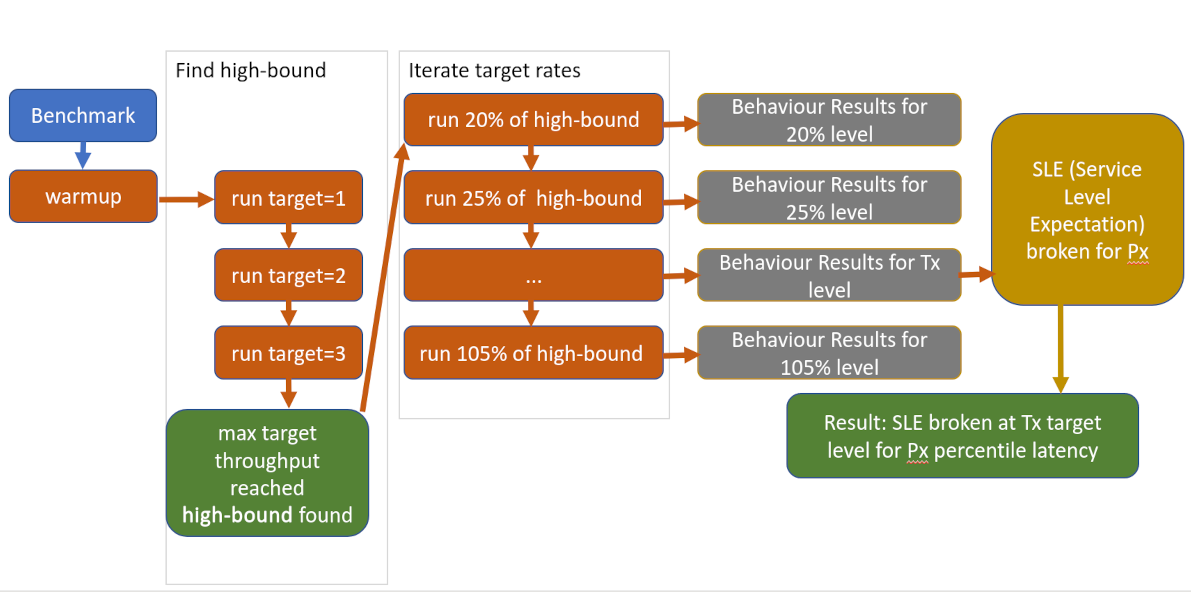 Find high-bound
Iterate target rates
Benchmark
warmup
run target=1
run target=2
run target=3
max target
throughput
reached
high-bound found
run 20% of high-bound
run 25% of  high-bound
...
run 105% of high-bound
Behaviour Results for
20% level
Behaviour Results for
25% level
Behaviour Results for Tx
level
Behaviour Results for
105% level
SLE (Service
Level
Expectation)
broken for Px
Result: SLE broken at Tx target
level for Px percentile latency